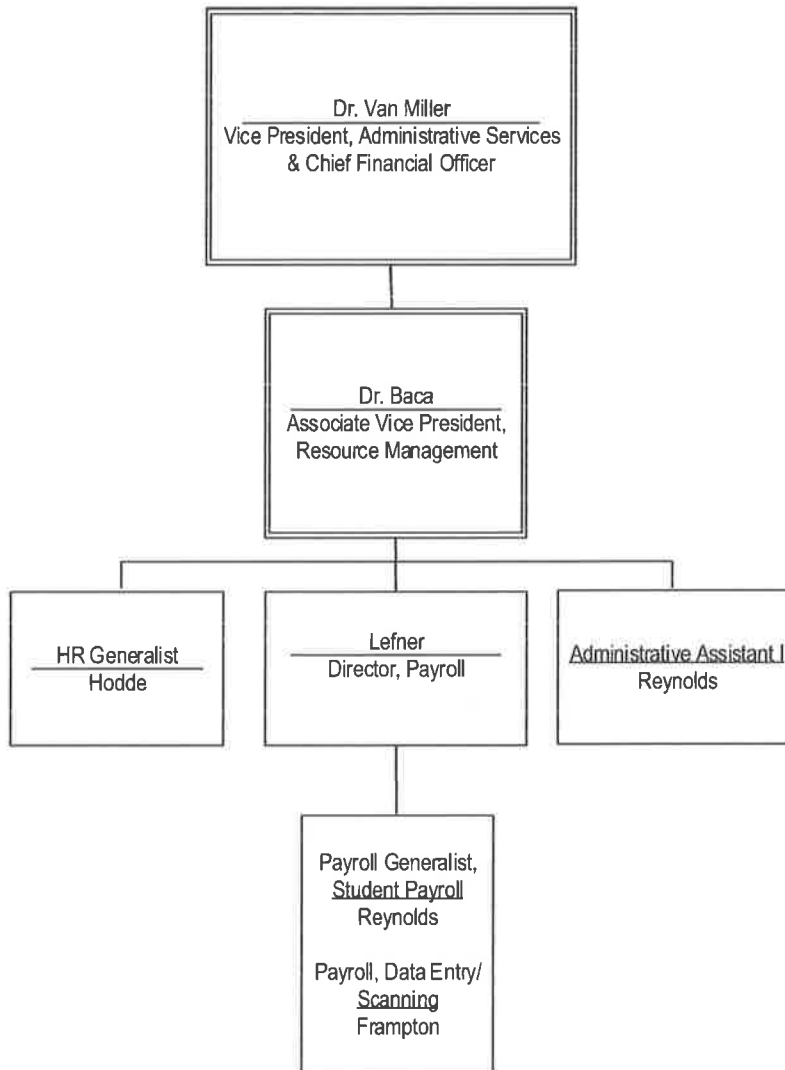 Dr. Van Miller
Vice President, Administrative Services
& Chief Financial Officer
Dr. Baca
Associate Vice President,
Resource Management
HR Generalist
Hodde
Lefner
Director, Payroll
Administrative Assistant I
Reynolds
Payroll Generalist,
Student Payroll
Reynolds
Payroll, Data Entry/
Scanning
Frampton